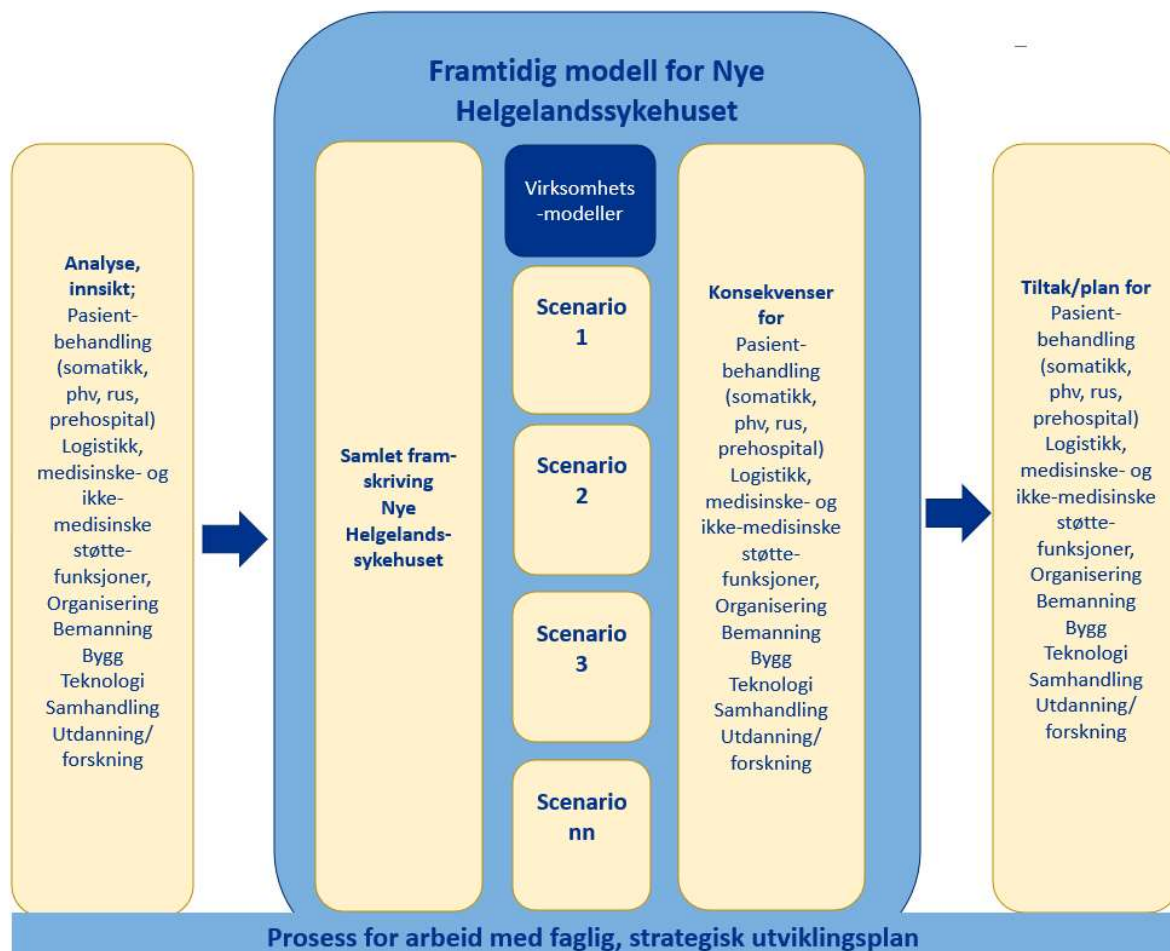 Framtidig modell for Nye
Helgelandssykehuset
Analyse,
innsikt;
Pasient-
behandling
(somatikk,
phv, rus,
prehospital)
Logistikk,
medisinske- og
ikke-
medisinske
støtte-
funksjoner,
Organisering
Bemanning
Bygg
Teknologi
Samhandling
Utdanning/
forskning
Samlet fram-
skriving
Nye
Helgelands-
sykehuset
Virksomhets
-modeller
Scenario
1
Scenario
2
Scenario
3
Scenario
nn
Konsekvenser
for
Pasient-
behandling
(somatikk,
phv, rus,
prehospital)
Logistikk,
medisinske- og
ikke-medisinske
støtte-
funksjoner,
Organisering
Bemanning
Bygg
Teknologi
Samhandling
Utdanning/
forskning
Tiltak/plan for
Pasient-
behandling
(somatikk,
phv, rus,
prehospital)
Logistikk,
medisinske- og
ikke-medisinske
støtte-
funksjoner,
Organisering
Bemanning
Bygg
Teknologi
Samhandling
Utdanning/
forskning
Prosess for arbeid med faglig, strategisk utviklingsplan